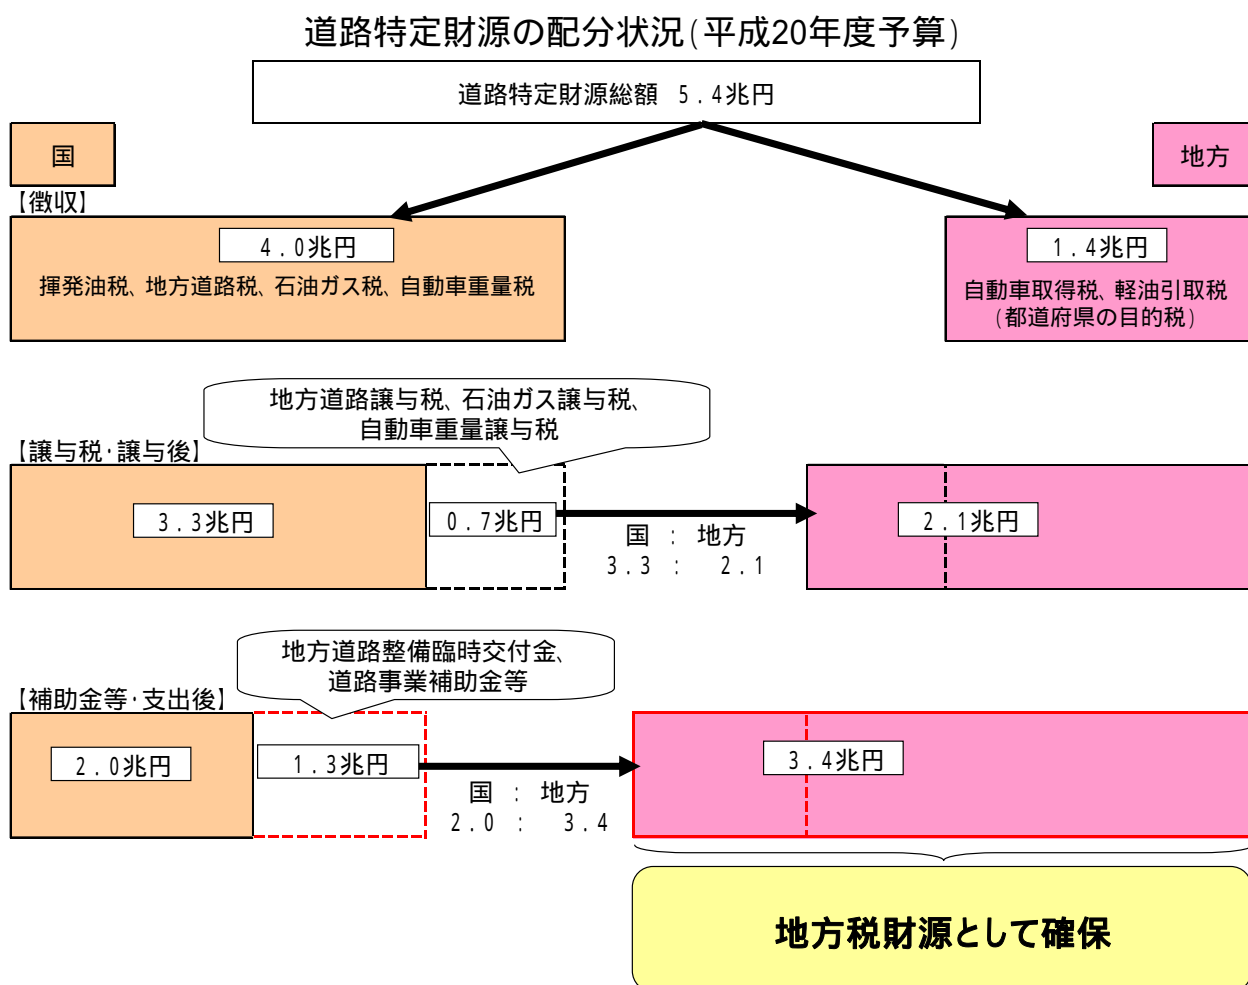 道路特定財源の配分状況(平成20年度予算)
道路特定財源総額 5.4兆円
国
地方
【徴収】
4.0兆円
揮発油税、地方道路税、石油ガス税、自動車重量税
1.4兆円
自動車取得税、軽油引取税
(都道府県の目的税)
地方道路譲与税、石油ガス譲与税、
自動車重量譲与税
【譲与税・譲与後】
3.3兆円
0.7兆円
国 : 地方
3.3 : 2.1
2.1兆円
地方道路整備臨時交付金、
道路事業補助金等
【補助金等・支出後】
2.0兆円
1.3兆円
国 : 地方
2.0 : 3.4
3.4兆円
地方税財源として確保